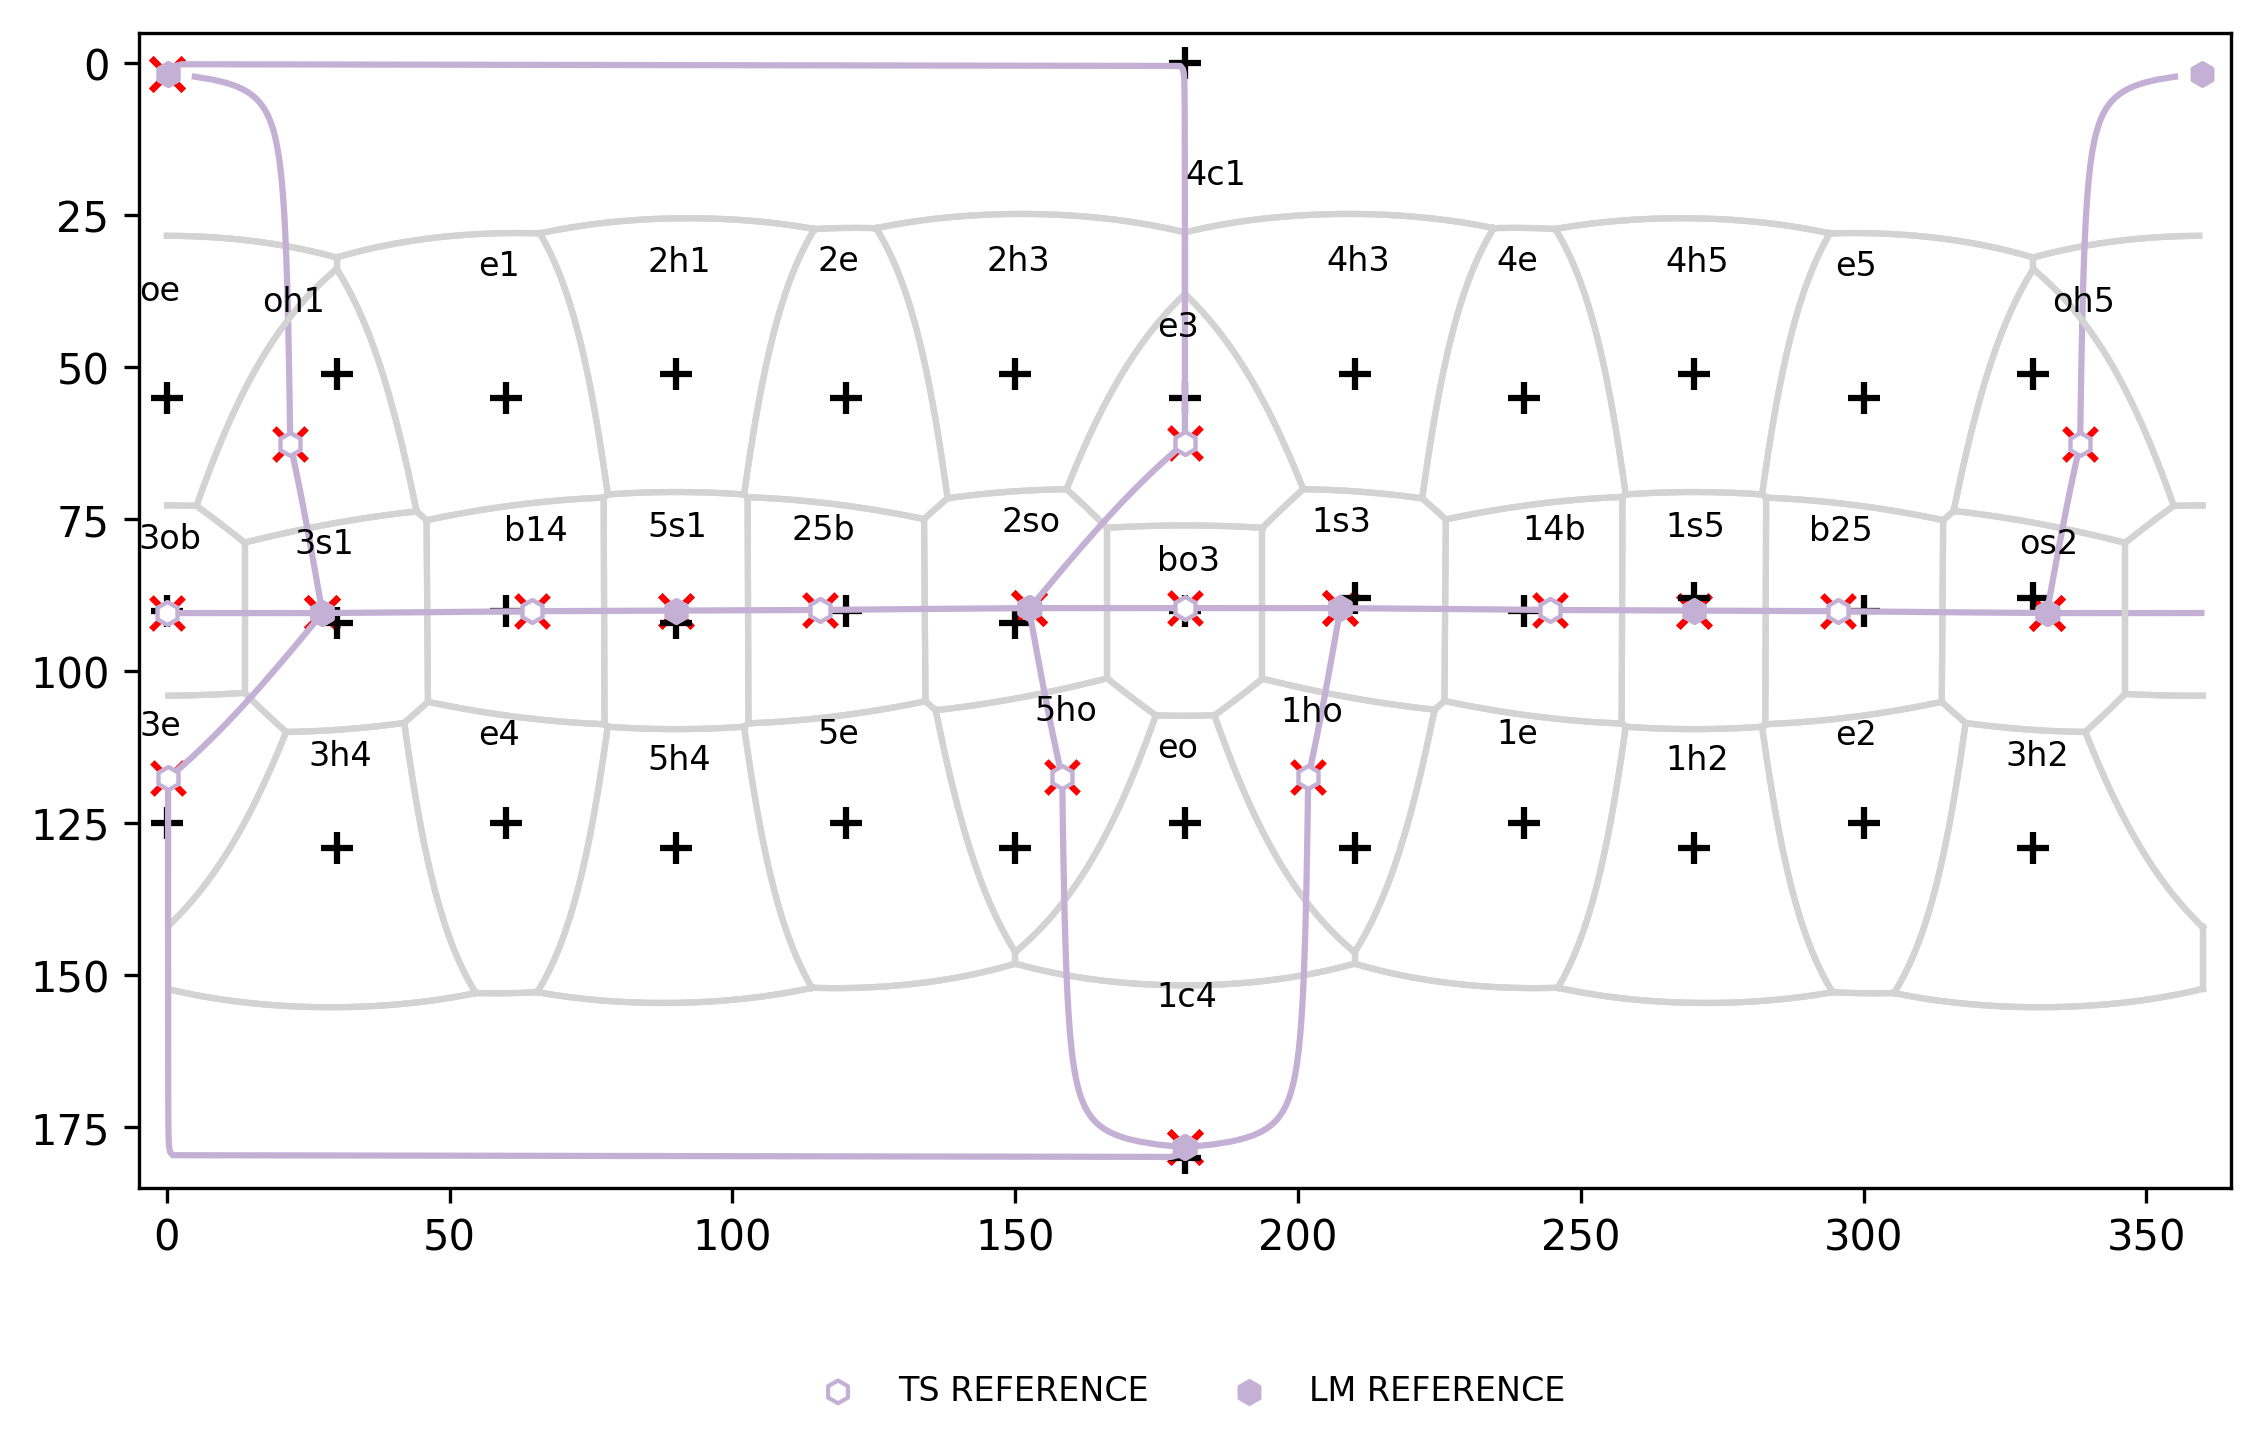 0
4c1
25
e1 2h1 2e 2h3 4h3 4e 4h5 e5
oe oh1 e3 oh5
50
75
3ob 3s1 b14 5s1 25b 2so 1s3 14b 1s5 b25 os2
bo3
100
3e 5ho 1ho
3h4 e4 5h4 5e eo 1e 1h2 e2 3h2
125
150
1c4
175
0 50 100 150 200 250 300 350
TS REFERENCE LM REFERENCE